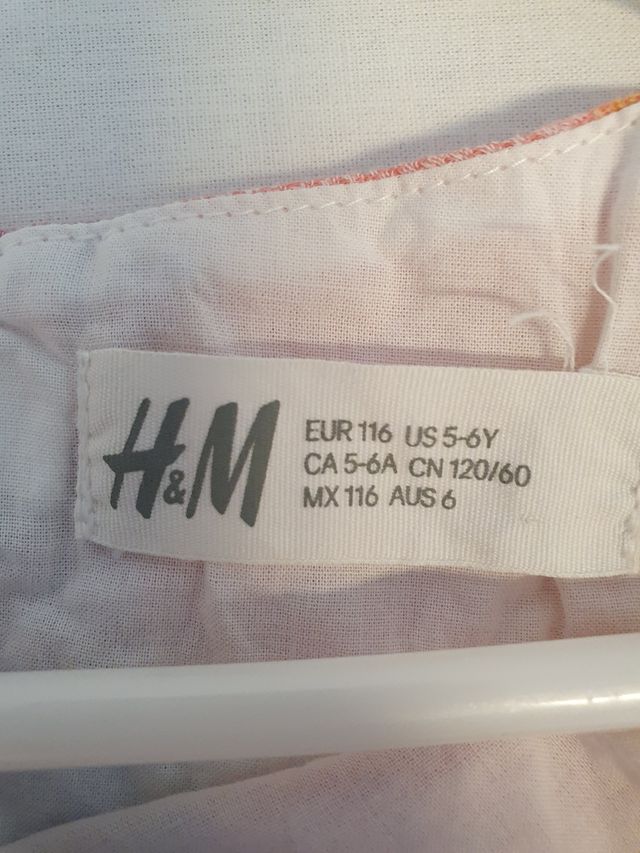 H&M
EUR 116 US 5-6Y
CA 5-6A CN 120/60
MX 116 AUS 6